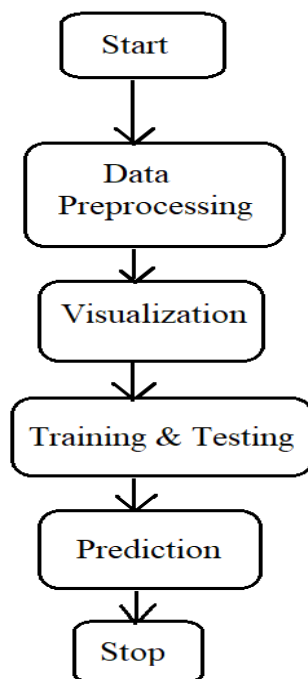 Start
Data
Preprocessing
Visualization
Training & Testing
Prediction
Stop